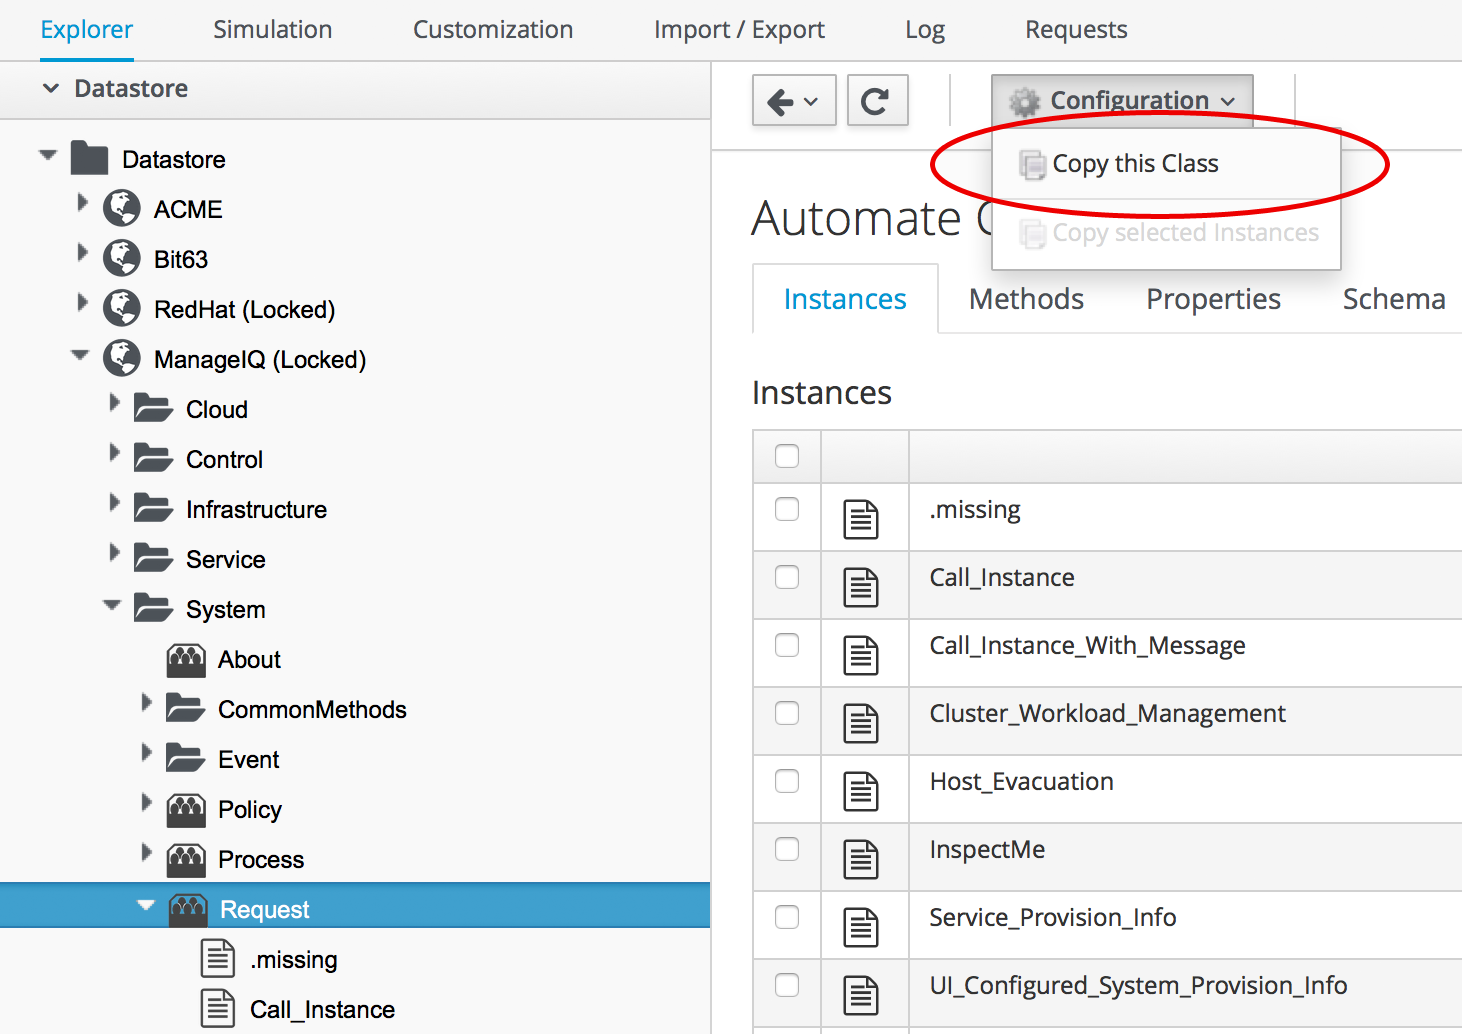 Explorer Simulation Customization Import / Export Log Requests
Datastore
Datastore
ACME
Bit63
RedHat (Locked)
ManageIQ (Locked)
Cloud
Control
Infrastructure
Service
System
About
CommonMethods
Event
Policy
Process
Request
.missing
Call_Instance
Configuration
Copy this Class
Copy selected Instances
Automate
Instances Methods Properties Schema
Instances
.missing
Call_Instance
Call_Instance_With_Message
Cluster_Workload_Management
Host_Evacuation
InspectMe
Service_Provision_Info
UI_Configured_System_Provision_Info